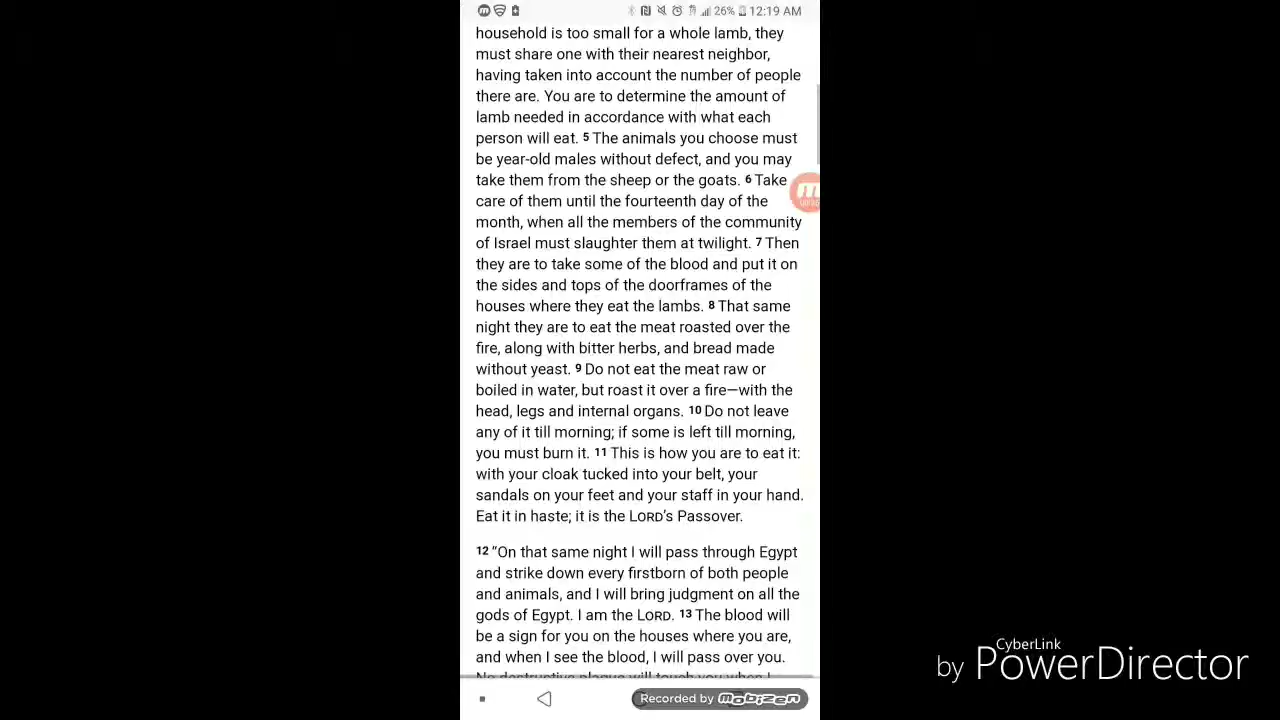 26% 12:19 AM
household is too small for a whole lamb, they
must share one with their nearest neighbor,
having taken into account the number of people
there are. You are to determine the amount of
lamb needed in accordance with what each
person will eat. 5 The animals you choose must
be year-old males without defect, and you may
take them from the sheep or the goats. 6 Take
care of them until the fourteenth day of the
month, when all the members of the community
of Israel must slaughter them at twilight. 7 Then
they are to take some of the blood and put it on
the sides and tops of the doorframes of the
houses where they eat the lambs. 8 That same
night they are to eat the meat roasted over the
fire, along with bitter herbs, and bread made
without yeast. 9 Do not eat the meat raw or
boiled in water, but roast it over a fire—with the
head, legs and internal organs. 10 Do not leave
any of it till morning; if some is left till morning,
you must burn it. 11 This is how you are to eat it:
with your cloak tucked into your belt, your
sandals on your feet and your staff in your hand.
Eat it in haste; it is the LORD's Passover.
12 “On that same night I will pass through Egypt
and strike down every firstborn of both people
and animals, and I will bring judgment on all the
gods of Egypt. I am the LORD. 13 The blood will
be a sign for you on the houses where you are,
and when I see the blood, I will pass over you.
No destructive plague will touch you when I
Recorded by mobizen
CyberLink
by PowerDirector